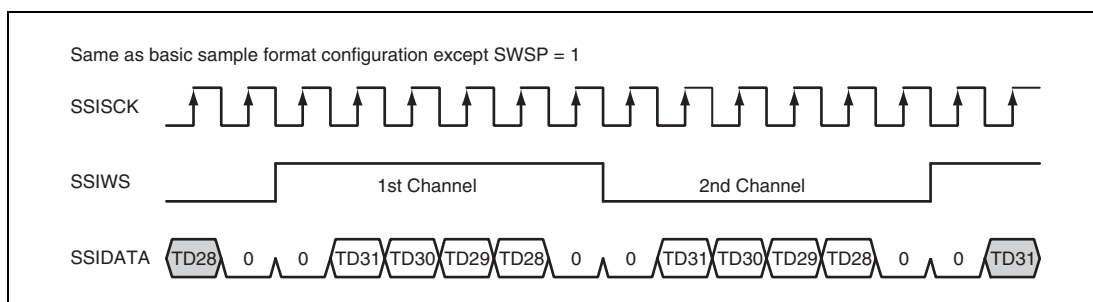 Same as basic sample format configuration except SWSP = 1
SSISCK
SSIWS 1st Channel 2nd Channel
SSIDATA TD28 0 0 TD31 TD30 TD29 TD28 0 0 TD31 TD30 TD29 TD28 0 0 TD31